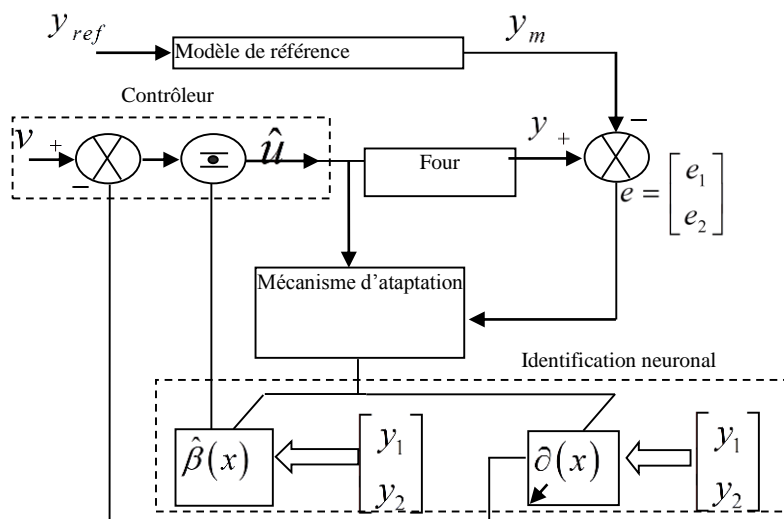 y_ref
Modèle de référence
y_m
Contrôleur
−
v
+
−
û
Four
y
+
e = [e_1 e_2]
Mécanisme d'ataptation
Identification neuronal
β̂(x)
[y_1 y_2]
∂(x)
[y_1 y_2]